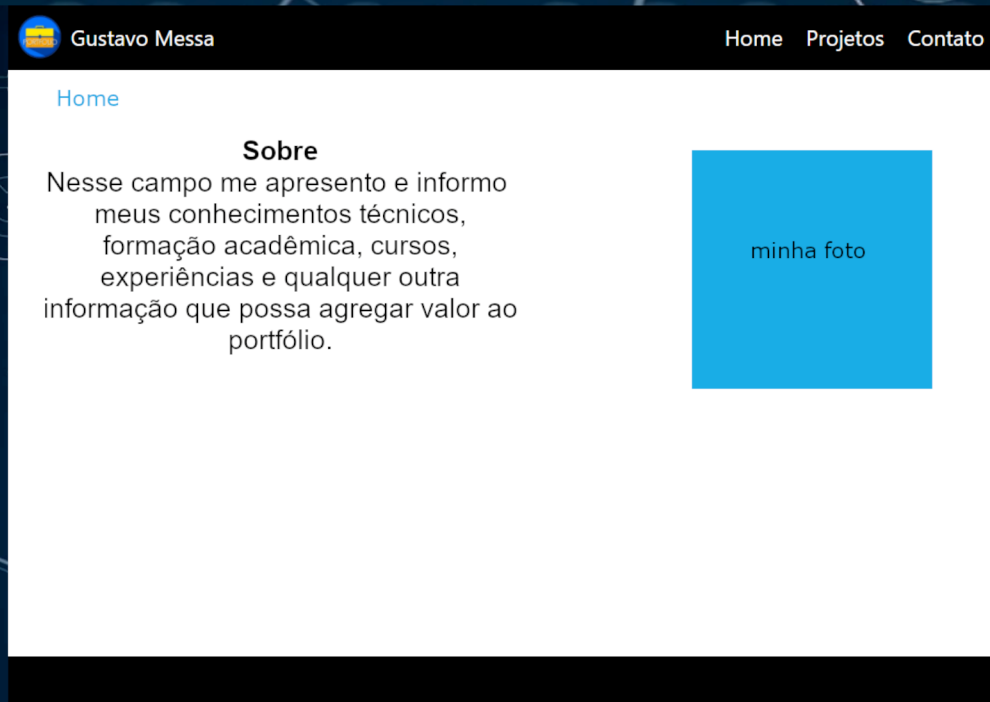 Gustavo Messa
Home Projetos Contato
Home
Sobre
Nesse campo me apresento e informo
meus conhecimentos técnicos,
formação acadêmica, cursos,
experiências e qualquer outra
informação que possa agregar valor ao
portfólio.
minha foto